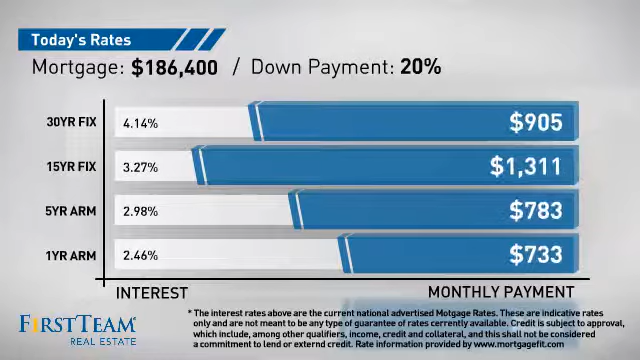 Today's Rates
Mortgage: $186,400 / Down Payment: 20%
30YR FIX 4.14% $905
15YR FIX 3.27% $1,311
5YR ARM 2.98% $783
1YR ARM 2.46% $733
INTEREST MONTHLY PAYMENT
FIRSTTEAM®
REAL ESTATE
* The interest rates above are the current national advertised Motgage Rates. These are indicative rates
only and are not meant to be any type of guarantee of rates cerrently available. Credit is subject to approval,
which include, among other qualifiers, income, credit and collateral, and this shall not be considered
a commitment to lend or externd credit. Rate information provided by www.mortgagefit.com